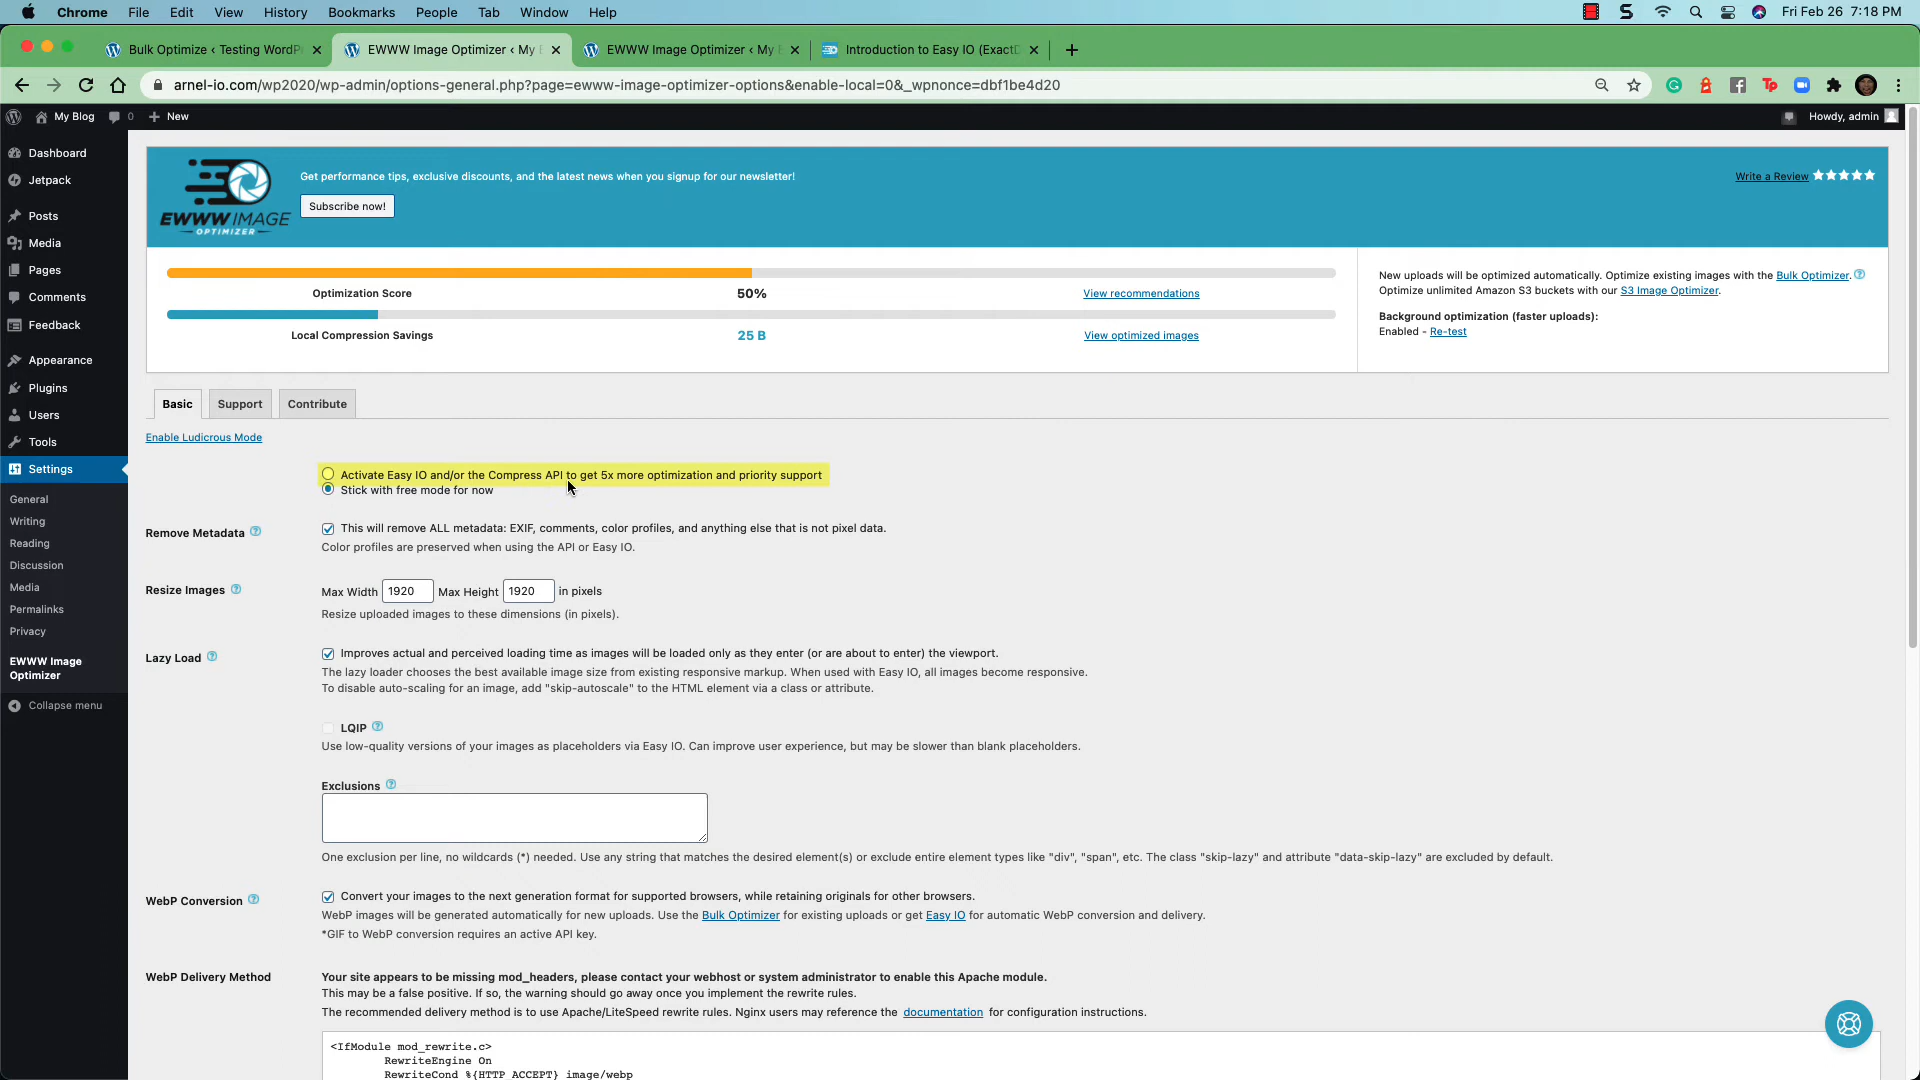 Chrome File Edit View History Bookmarks People Tab Window Help Fri Feb 26 7:18 PM
Bulk Optimize ‹ Testing WordPr EWWW Image Optimizer ‹ My EWWW Image Optimizer ‹ My Introduction to Easy IO (ExactD
arnel-io.com/wp2020/wp-admin/options-general.php?page=ewww-image-optimizer-options&enable-local=0&_wpnonce=dbf1be4d20
My Blog 0 + New Howdy, admin
Dashboard
Jetpack
Posts
Media
Pages
Comments
Feedback
Appearance
Plugins
Users
Tools
Settings
General
Writing
Reading
Discussion
Media
Permalinks
Privacy
EWWW Image
Optimizer
Collapse menu
EWWW IMAGE
OPTIMIZER
Get performance tips, exclusive discounts, and the latest news when you signup for our newsletter!
Subscribe now!
Write a Review
Optimization Score 50% View recommendations
Local Compression Savings 25 B View optimized images
New uploads will be optimized automatically. Optimize existing images with the Bulk Optimizer.
Optimize unlimited Amazon S3 buckets with our S3 Image Optimizer.
Background optimization (faster uploads):
Enabled - Re-test
Basic Support Contribute
Enable Ludicrous Mode
Activate Easy IO and/or the Compress API to get 5x more optimization and priority support
Stick with free mode for now
Remove Metadata This will remove ALL metadata: EXIF, comments, color profiles, and anything else that is not pixel data.
Color profiles are preserved when using the API or Easy IO.
Resize Images Max Width 1920 Max Height 1920 in pixels
Resize uploaded images to these dimensions (in pixels).
Lazy Load Improves actual and perceived loading time as images will be loaded only as they enter (or are about to enter) the viewport.
The lazy loader chooses the best available image size from existing responsive markup. When used with Easy IO, all images become responsive.
To disable auto-scaling for an image, add "skip-autoscale" to the HTML element via a class or attribute.
LQIP
Use low-quality versions of your images as placeholders via Easy IO. Can improve user experience, but may be slower than blank placeholders.
Exclusions
One exclusion per line, no wildcards (*) needed. Use any string that matches the desired element(s) or exclude entire element types like "div", "span", etc. The class "skip-lazy" and attribute "data-skip-lazy" are excluded by default.
WebP Conversion Convert your images to the next generation format for supported browsers, while retaining originals for other browsers.
WebP images will be generated automatically for new uploads. Use the Bulk Optimizer for existing uploads or get Easy IO for automatic WebP conversion and delivery.
*GIF to WebP conversion requires an active API key.
WebP Delivery Method Your site appears to be missing mod_headers, please contact your webhost or system administrator to enable this Apache module.
This may be a false positive. If so, the warning should go away once you implement the rewrite rules.
The recommended delivery method is to use Apache/LiteSpeed rewrite rules. Nginx users may reference the documentation for configuration instructions.
<IfModule mod_rewrite.c>
RewriteEngine On
RewriteCond %{HTTP_ACCEPT} image/webp